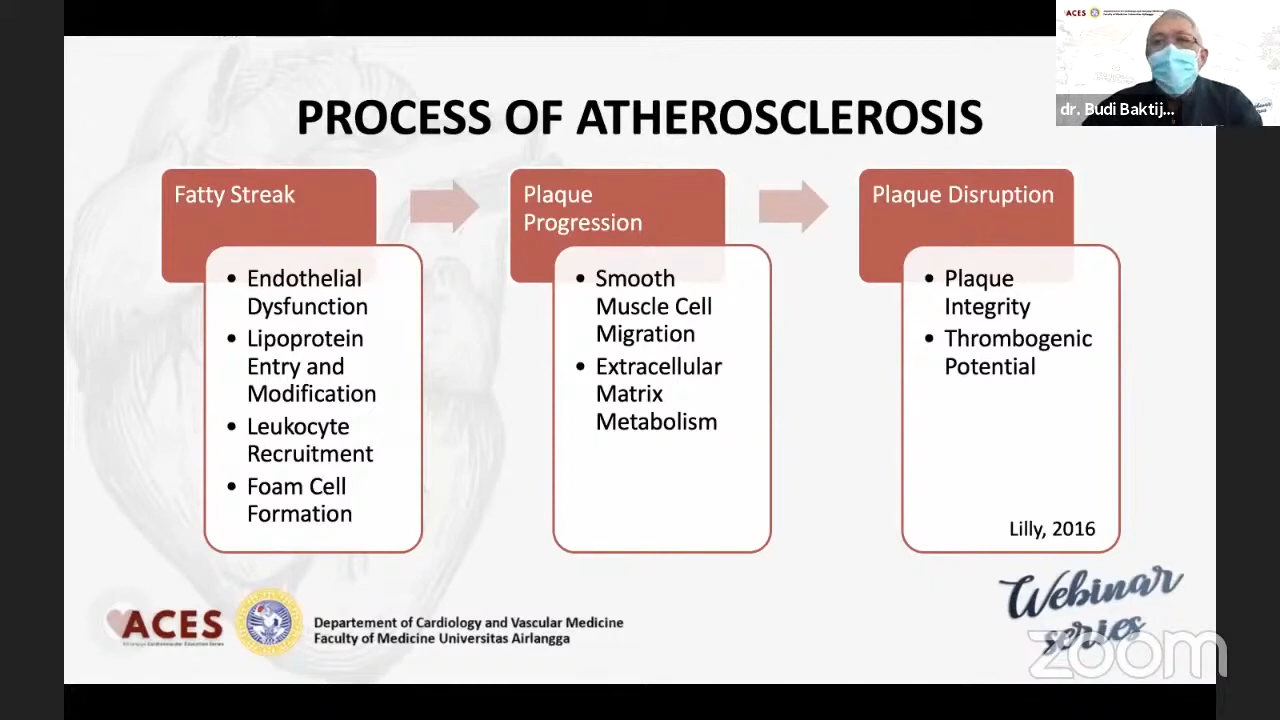 ACES
dr. Budi Baktij...
PROCESS OF ATHEROSCLEROSIS
Fatty Streak
Endothelial
Dysfunction
Lipoprotein
Entry and
Modification
Leukocyte
Recruitment
Foam Cell
Formation
Plaque
Progression
Smooth
Muscle Cell
Migration
Extracellular
Matrix
Metabolism
Plaque Disruption
Plaque
Integrity
Thrombogenic
Potential
Lilly, 2016
ACES
Departement of Cardiology and Vascular Medicine
Faculty of Medicine Universitas Airlangga
Webinar
series
zoom